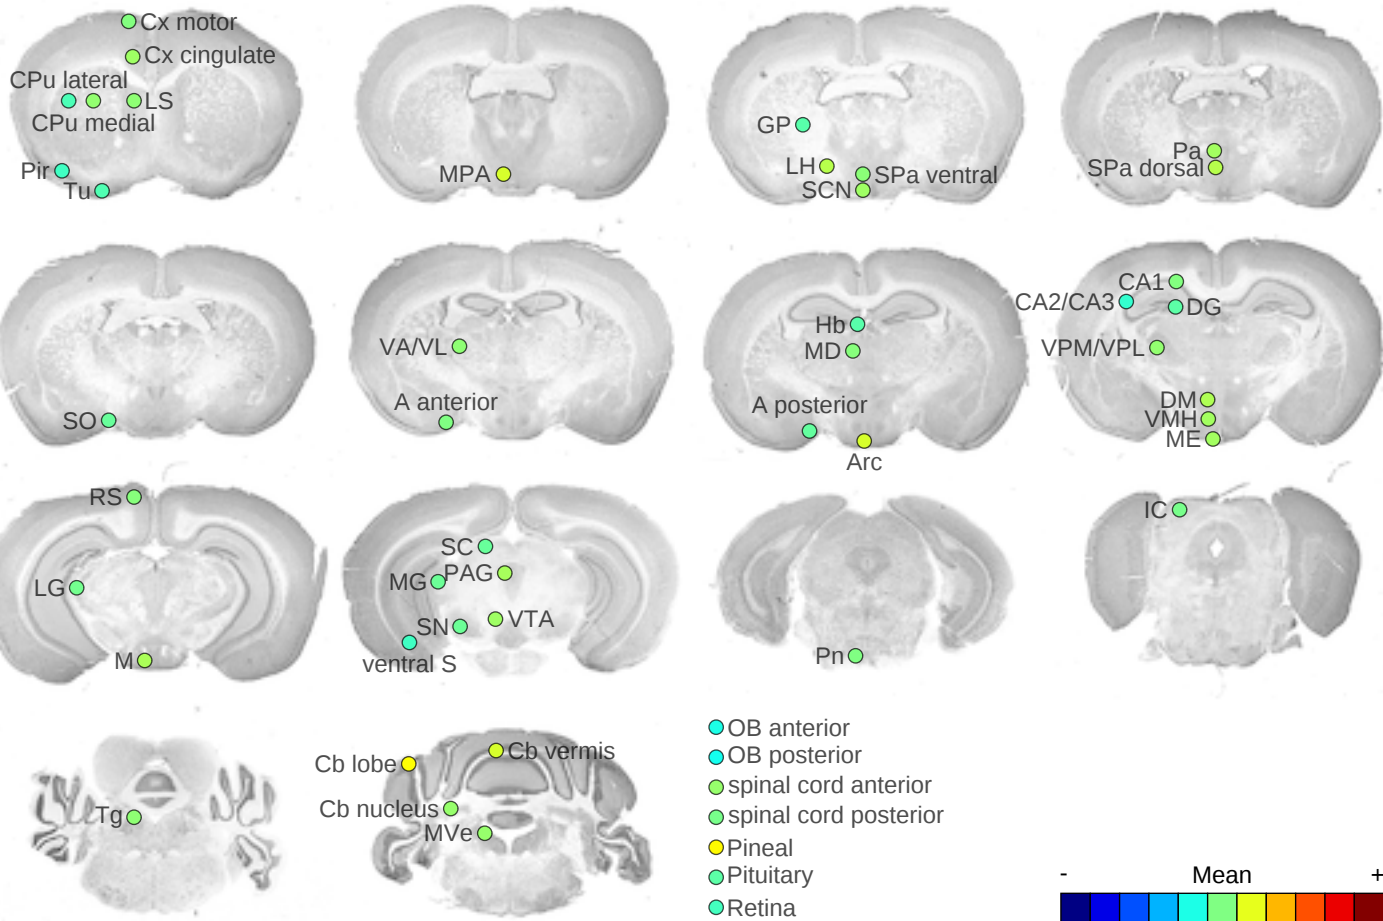 Cx motor
Cx cingulate
CPu lateral
LS
CPu medial
Pir
Tu
MPA
GP
LH
SPa ventral
SCN
Pa
SPa dorsal
SO
VA/VL
A anterior
Hb
MD
A posterior
Arc
CA1
CA2/CA3
DG
VPM/VPL
DM
VMH
ME
RS
LG
M
SC
MG
PAG
SN
VTA
ventral S
Pn
IC
Tg
Cb lobe
Cb vermis
Cb nucleus
MVe
OB anterior
OB posterior
spinal cord anterior
spinal cord posterior
Pineal
Pituitary
Retina
- Mean +